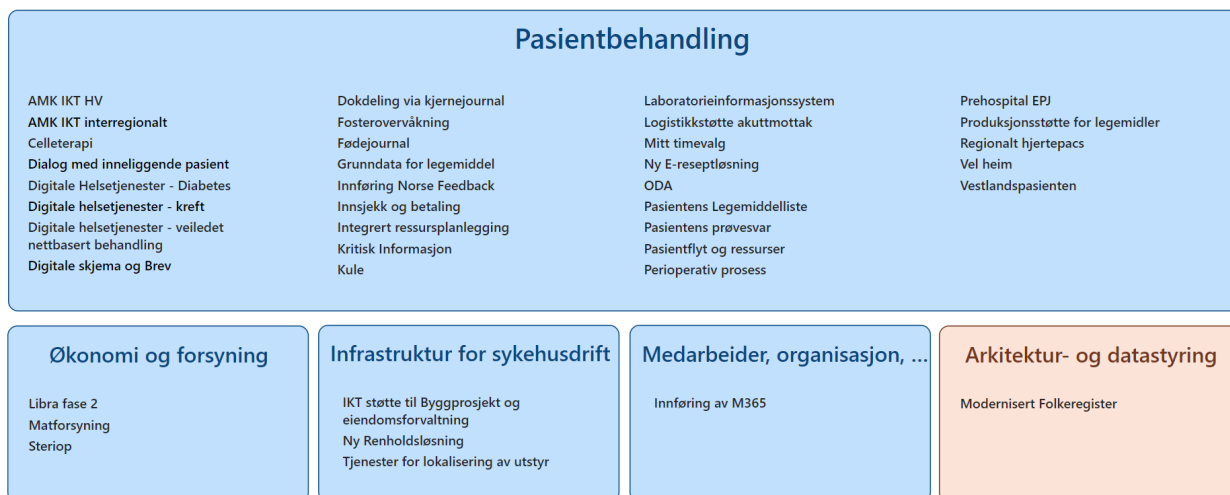 Pasientbehandling
AMK IKT HV
AMK IKT interregionalt
Celleterapi
Dialog med inneliggende pasient
Digitale Helsetjenester - Diabetes
Digitale helsetjenester - kreft
Digitale helsetjenester - veiledet
nettbasert behandling
Digitale skjema og Brev
Dokdeling via kjernejournal
Fosterovervåkning
Fødejournal
Grunndata for legemiddel
Innføring Norse Feedback
Innsjekk og betaling
Integrert ressursplanlegging
Kritisk Informasjon
Kule
Laboratorieinformasjonssystem
Logistikkstøtte akuttmottak
Mitt timevalg
Ny E-reseptløsning
ODA
Pasientens Legemiddelliste
Pasientens prøvesvar
Pasientflyt og ressurser
Perioperativ prosess
Prehospital EPJ
Produksjonsstøtte for legemidler
Regionalt hjertepacs
Vel heim
Vestlandspasienten
Økonomi og forsyning
Libra fase 2
Matforsyning
Steriop
Infrastruktur for sykehusdrift
IKT støtte til Byggprosjekt og
eiendomsforvaltning
Ny Renholdsløsning
Tjenester for lokalisering av utstyr
Medarbeider, organisasjon, ...
Innføring av M365
Arkitektur- og datastyring
Modernisert Folkeregister